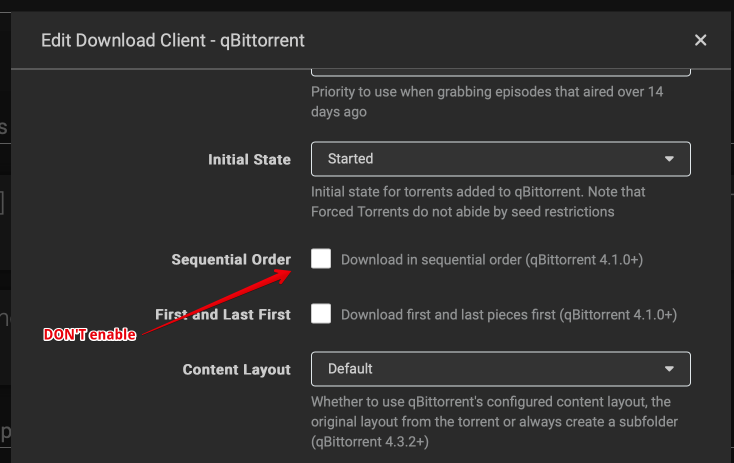 Edit Download Client - qBittorrent
Priority to use when grabbing episodes that aired over 14
days ago
Initial State
Started
Initial state for torrents added to qBittorrent. Note that
Forced Torrents do not abide by seed restrictions
Sequential Order
Download in sequential order (qBittorrent 4.1.0+)
First and Last First
Download first and last pieces first (qBittorrent 4.1.0+)
DON'T enable
Content Layout
Default
Whether to use qBittorrent's configured content layout, the
original layout from the torrent or always create a subfolder
(qBittorrent 4.3.2+)